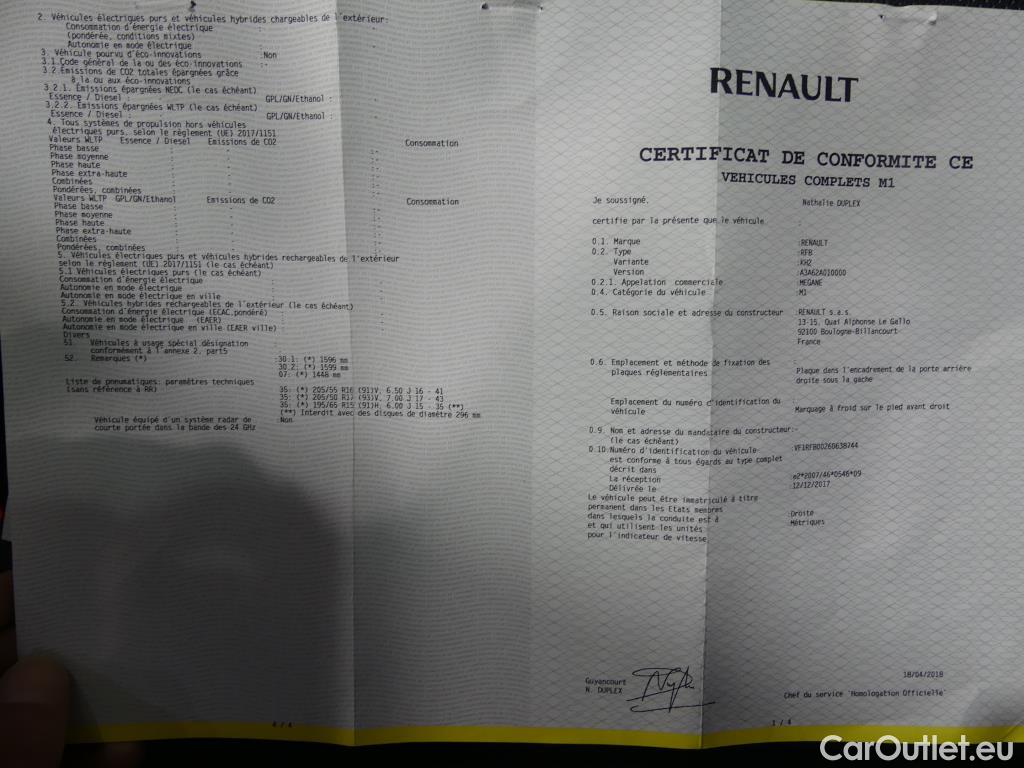 2. Véhicules électriques purs et véhicules hybrides chargeables de l'extérieur:
Consommation d'énergie électrique :
(pondérée, conditions mixtes)
Autonomie en mode électrique :
3. Véhicule pourvu d'éco-innovations :Non
3.1.Code général de la ou des éco-innovations :-
3.2.Emissions de CO2 totales épargnées grâce
à la ou aux éco-innovations
3.2.1. Emissions épargnées NEDC (le cas échéant)
Essence / Diesel : GPL/GN/Ethanol :
3.2.2. Emissions épargnées WLTP (le cas échéant)
Essence / Diesel : GPL/GN/Ethanol :
4. Tous systèmes de propulsion hors véhicules
électriques purs, selon le règlement (UE) 2017/1151
Valeurs WLTP Essence / Diesel Emissions de CO2 Consommation
Phase basse
Phase moyenne
Phase haute
Phase extra-haute
Combinées
Pondérées, combinées
Valeurs WLTP GPL/GN/Ethanol Emissions de CO2 Consommation
Phase basse
Phase moyenne
Phase haute
Phase extra-haute
Combinées
Pondérées, combinées
5. Véhicules électriques purs et véhicules hybrides rechargeables de l'extérieur
selon le règlement (UE) 2017/1151 (le cas échéant)
5.1 Véhicules électriques purs (le cas échéant)
Consommation d'énergie électrique :
Autonomie en mode électrique :
Autonomie en mode électrique en ville :
5.2. Véhicules hybrides rechargeables de l'extérieur (le cas échéant)
Consommation d'énergie électrique (ECAC,pondéré) :
Autonomie en mode électrique (EAER) :
Autonomie en mode électrique en ville (EAER ville) :
Divers
51. Véhicules à usage spécial désignation :
conformément à l'annexe 2, part5
52. Remarques (*) :30.1: (*) 1596 mm
30.2: (*) 1599 mm
07: (*) 1448 mm
Liste de pneumatiques: paramètres techniques
(sans référence à RR) 35: (*) 205/55 R16 (91)V, 6.50 J 16 - 41
35: (*) 205/50 R17 (93)V, 7.00 J 17 - 43
35: (*) 195/65 R15 (91)H, 6.00 J 15 - 35 (**)
(**) Interdit avec des disques de diamètre 296 mm
Véhicule équipé d'un système radar de :Non
courte portée dans la bande des 24 GHz
4 / 4
RENAULT
CERTIFICAT DE CONFORMITE CE
VEHICULES COMPLETS M1
Je soussigné, Nathalie DUPLEX
certifie par la présente que le véhicule
0.1. Marque :RENAULT
0.2. Type :RFB
Variante :KH2
Version :A3A62A010000
0.2.1. Appelation commerciale :MEGANE
0.4. Catégorie du véhicule :M1
0.5. Raison sociale et adresse du constructeur :RENAULT s.a.s.
13-15, Quai Alphonse Le Gallo
92100 Boulogne-Billancourt
France
0.6. Emplacement et méthode de fixation des :
plaques réglementaires Plaque dans l'encadrement de la porte arrière
droite sous la gache
Emplacement du numéro d'identification du :
véhicule Marquage à froid sur le pied avant droit
0.9. Nom et adresse du mandataire du constructeur:-
(le cas échéant)
0.10.Numéro d'identification du véhicule :VF1RFB00260638744
est conforme à tous égards au type complet
décrit dans
La réception :e2*2007/46*0546*09
Délivrée le :12/12/2017
Le véhicule peut être immatriculé à titre
permanent dans les Etats membres
dans lesquels la conduite est à :Droite
et qui utilisent les unités :Métriques
pour l'indicateur de vitesse
18/04/2018
Guyancourt
N. DUPLEX
Chef du service 'Homologation Officielle'
1 / 4
CarOutlet.eu